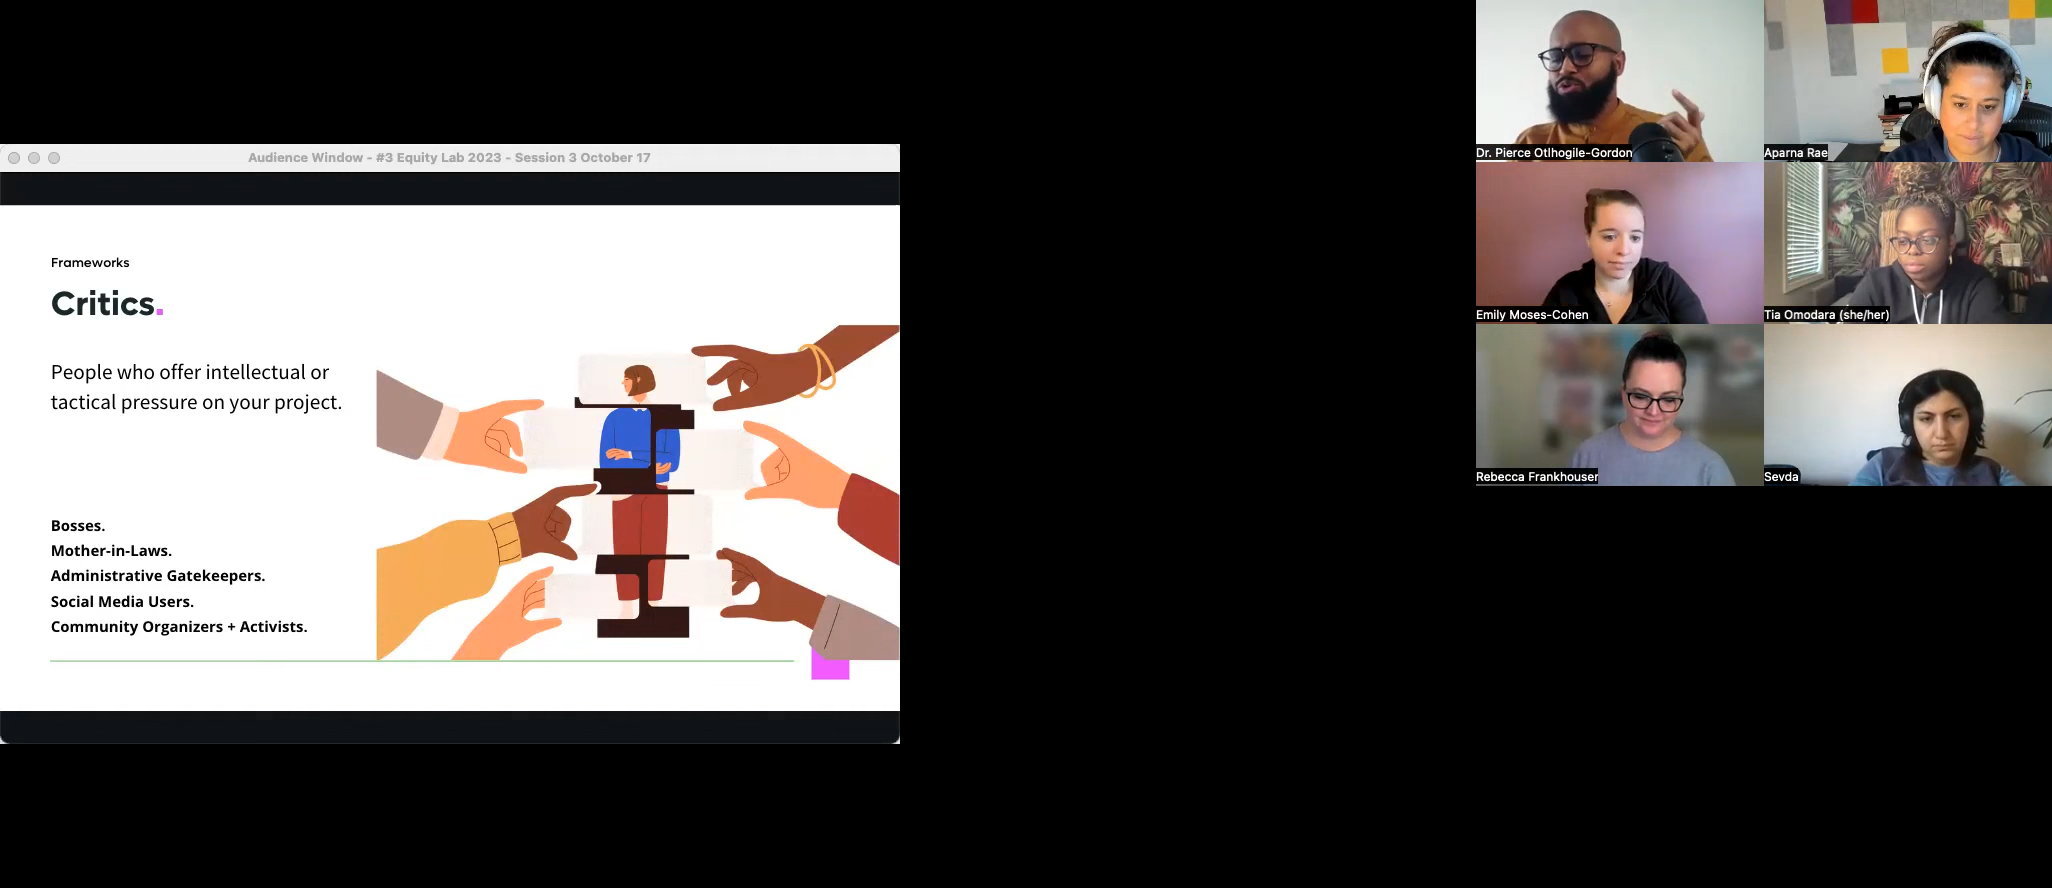 Audience Window - #3 Equity Lab 2023 - Session 3 October 17
Frameworks
Critics.
People who offer intellectual or
tactical pressure on your project.
Bosses.
Mother-in-Laws.
Administrative Gatekeepers.
Social Media Users.
Community Organizers + Activists.
Dr. Pierce Otlhogile-Gordon
Aparna Rae
Emily Moses-Cohen
Tia Omodara (she/her)
Rebecca Frankhouser
Sevda